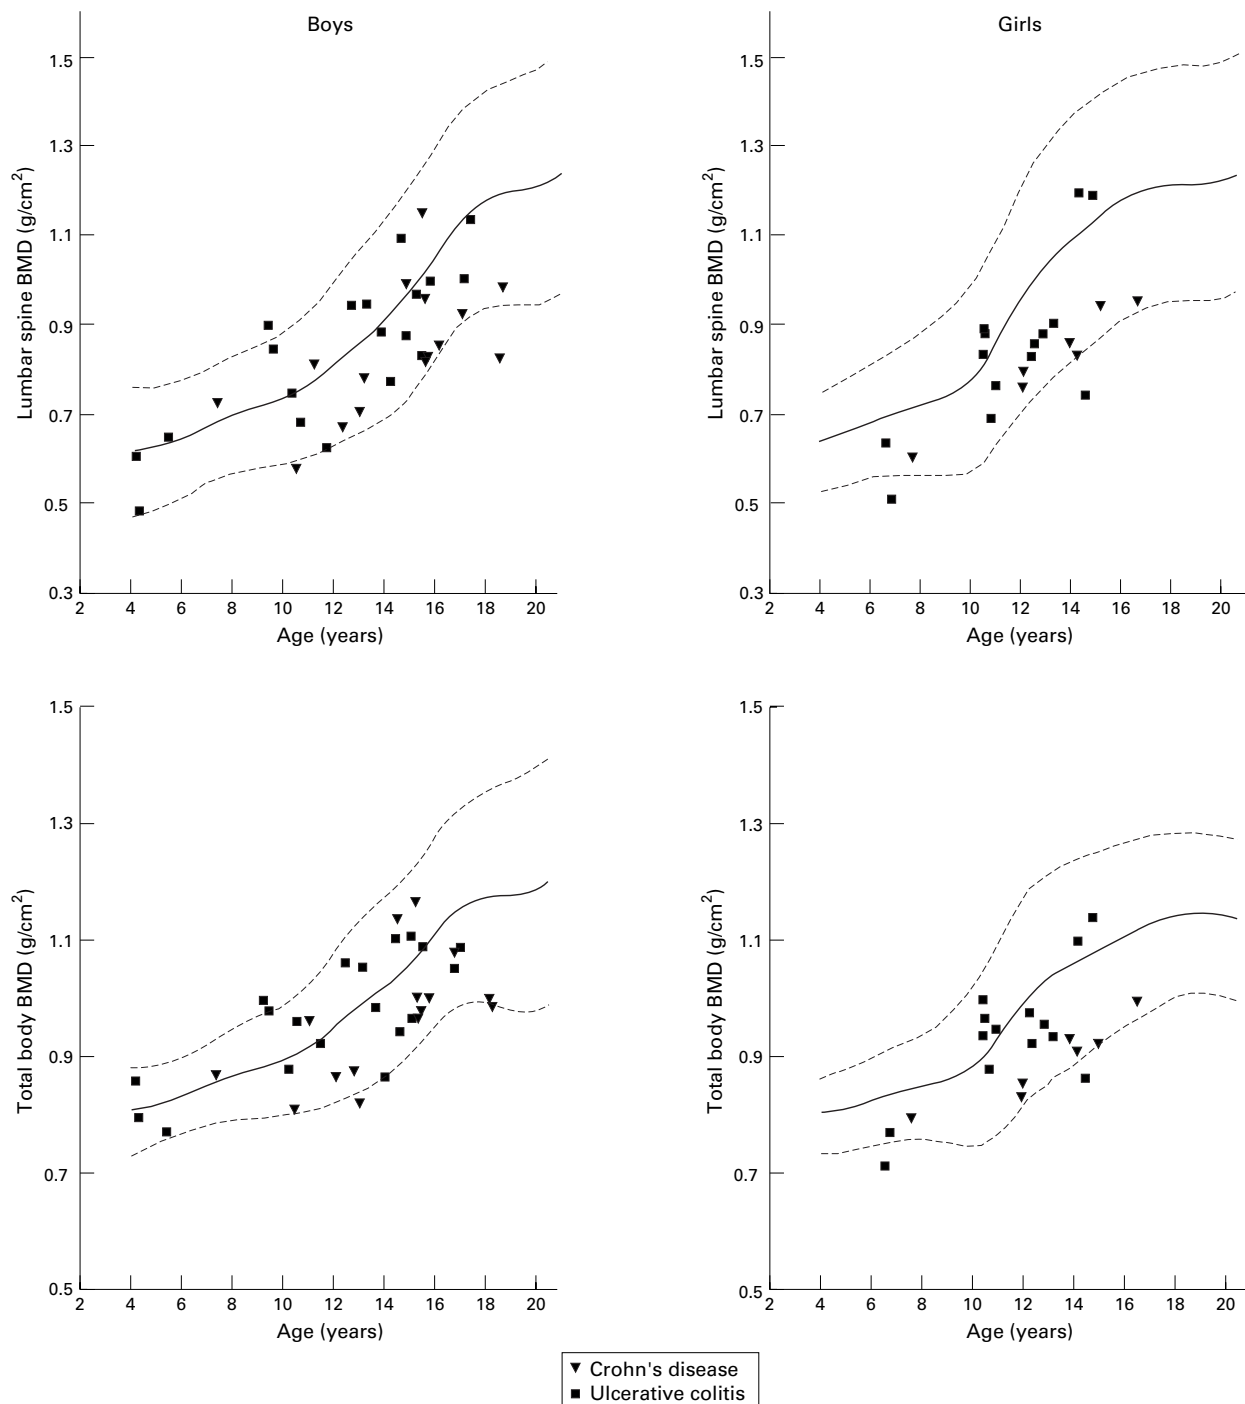 Boys
Lumbar spine BMD (g/cm²)
1.5
1.3
1.1
0.9
0.7
0.5
0.3
2 4 6 8 10 12 14 16 18 20
Age (years)
Girls
Lumbar spine BMD (g/cm²)
1.5
1.3
1.1
0.9
0.7
0.5
0.3
2 4 6 8 10 12 14 16 18 20
Age (years)
Total body BMD (g/cm²)
1.5
1.3
1.1
0.9
0.7
0.5
2 4 6 8 10 12 14 16 18 20
Age (years)
Total body BMD (g/cm²)
1.5
1.3
1.1
0.9
0.7
0.5
2 4 6 8 10 12 14 16 18 20
Age (years)
Crohn's disease
Ulcerative colitis